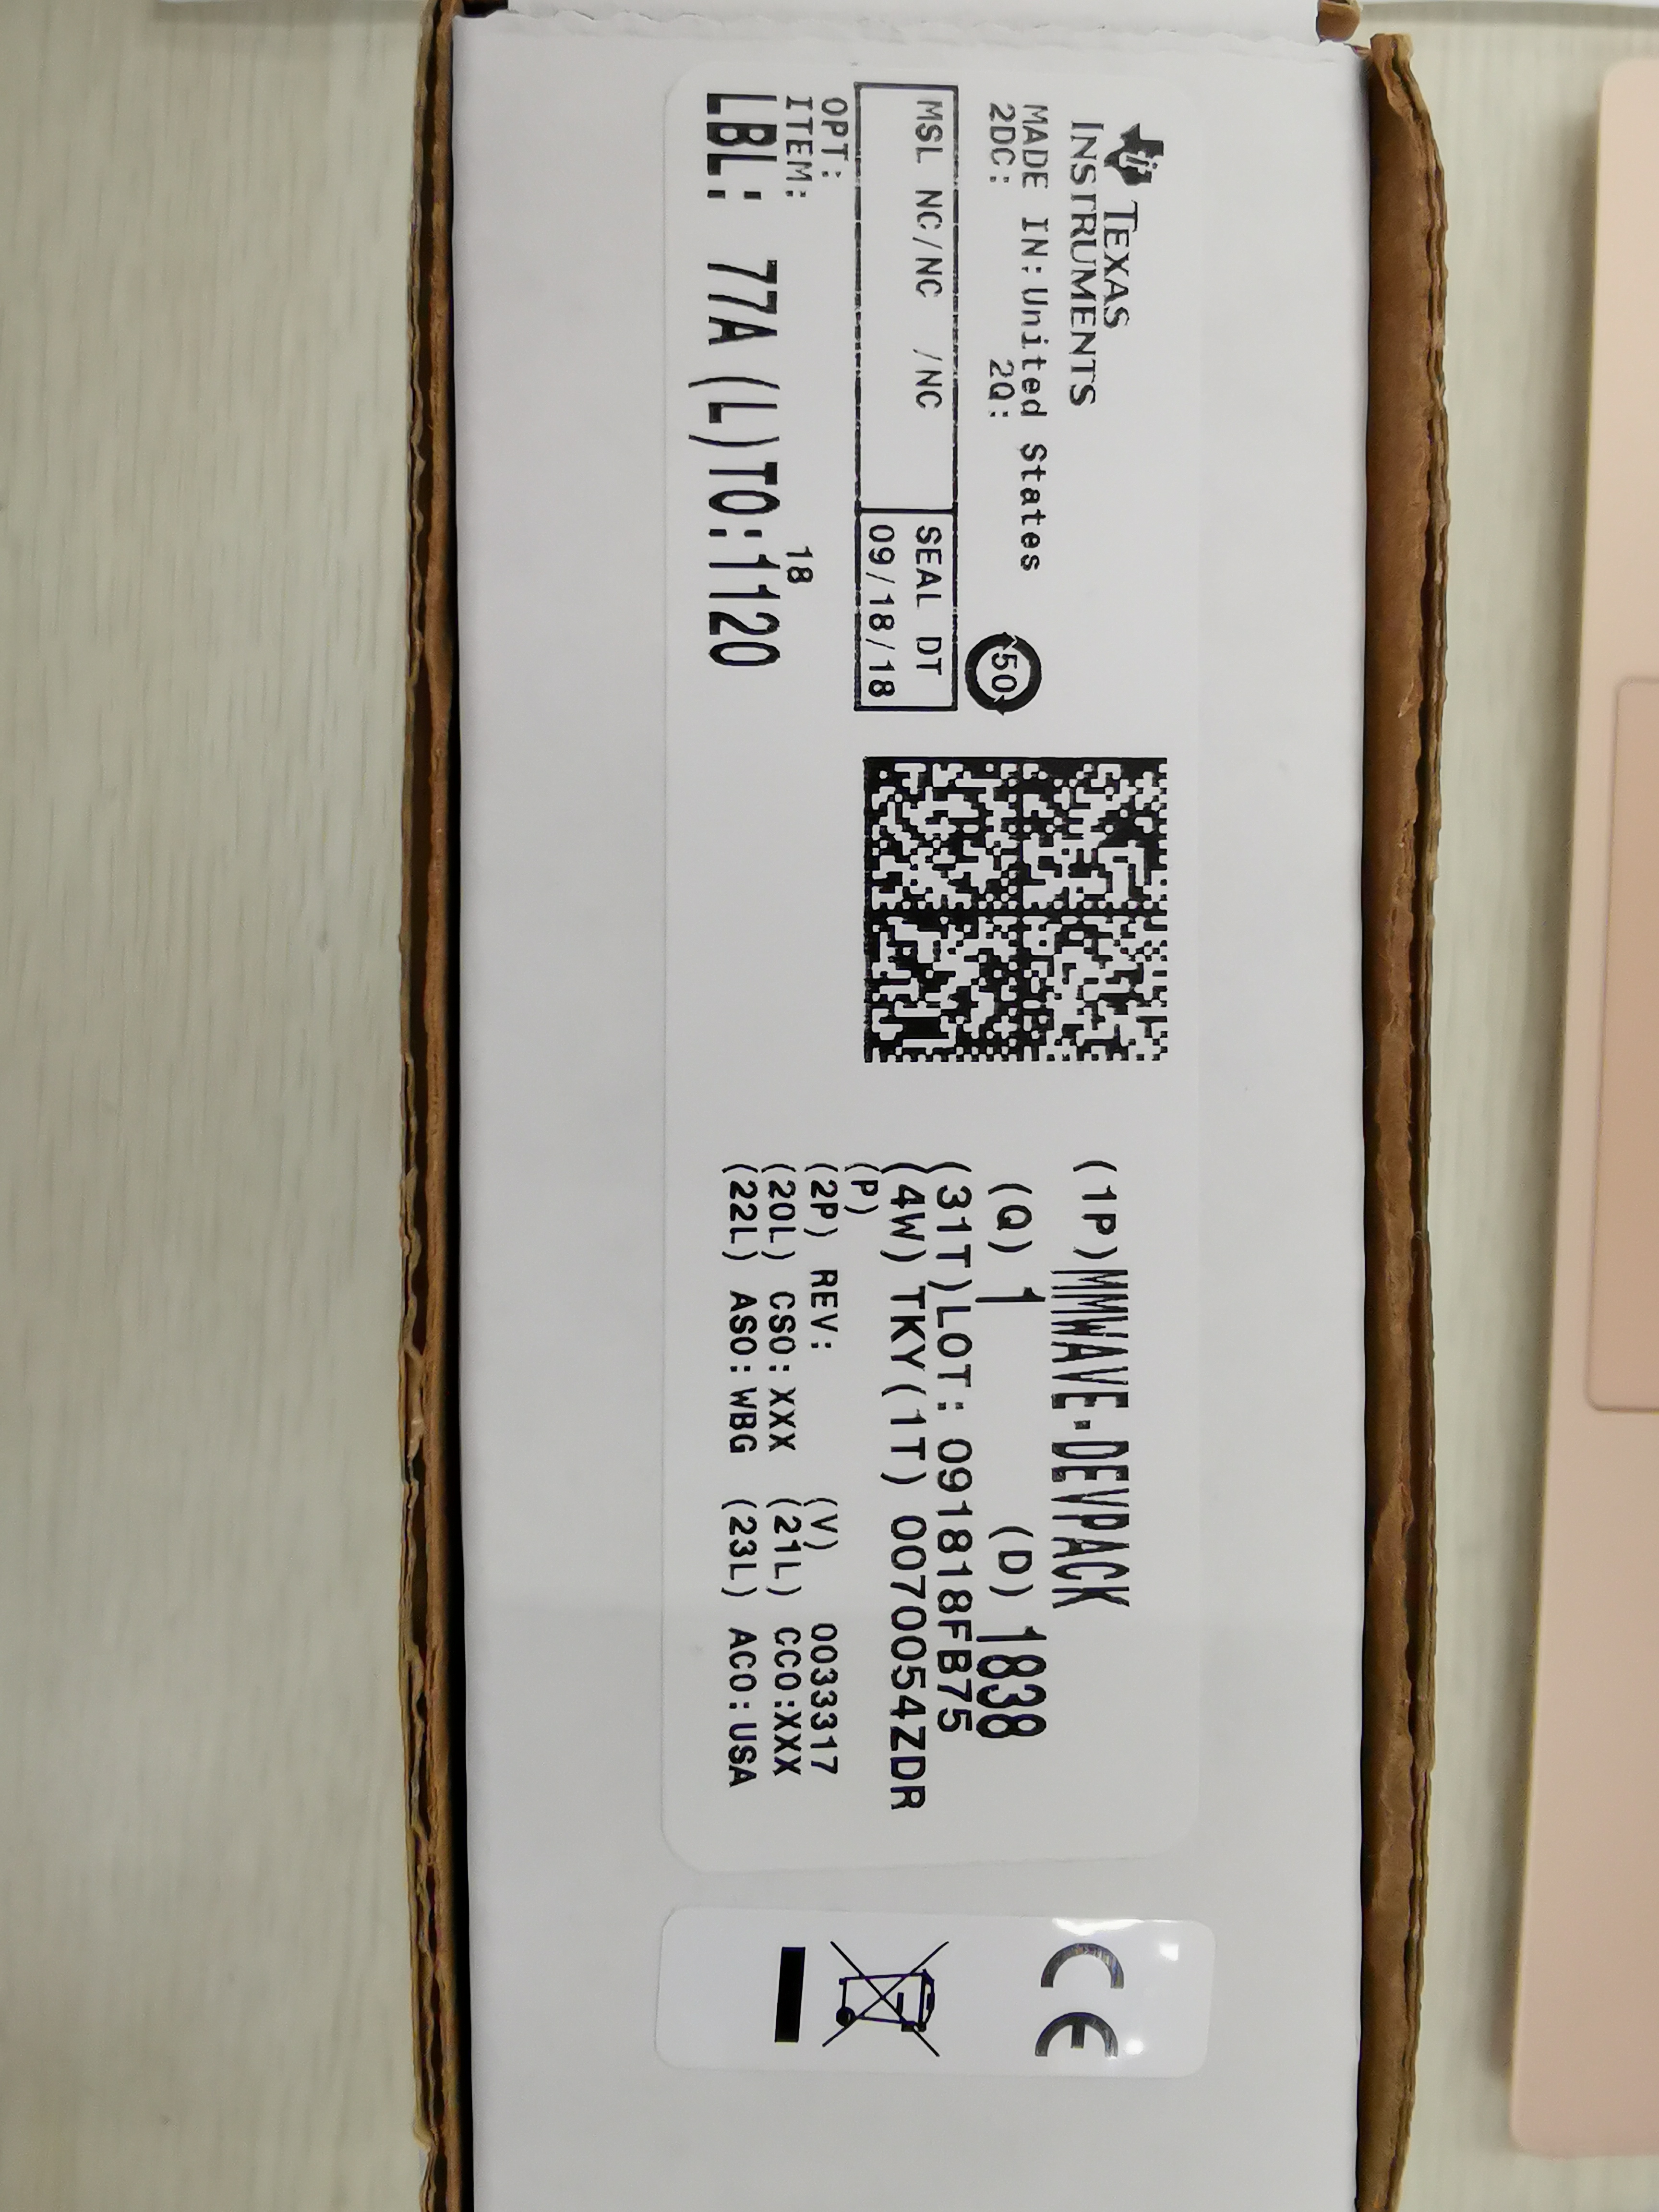 TEXAS
INSTRUMENTS
MADE IN:United States
2DC: 2Q:
50
MSL NC/NC /NC
SEAL DT
09/18/18
OPT:
ITEM:
18
LBL: 77A (L)TO:1120
(1P)MMWAVE-DEVPACK
(Q) 1 (D) 1838
(31T)LOT: 091818FB75
(4W) TKY(1T) 0070054ZDR
(P)
(2P) REV: (V) 0033317
(20L) CSO:XXX (21L) CCO:XXX
(22L) ASO:WBG (23L) ACO:USA
CE